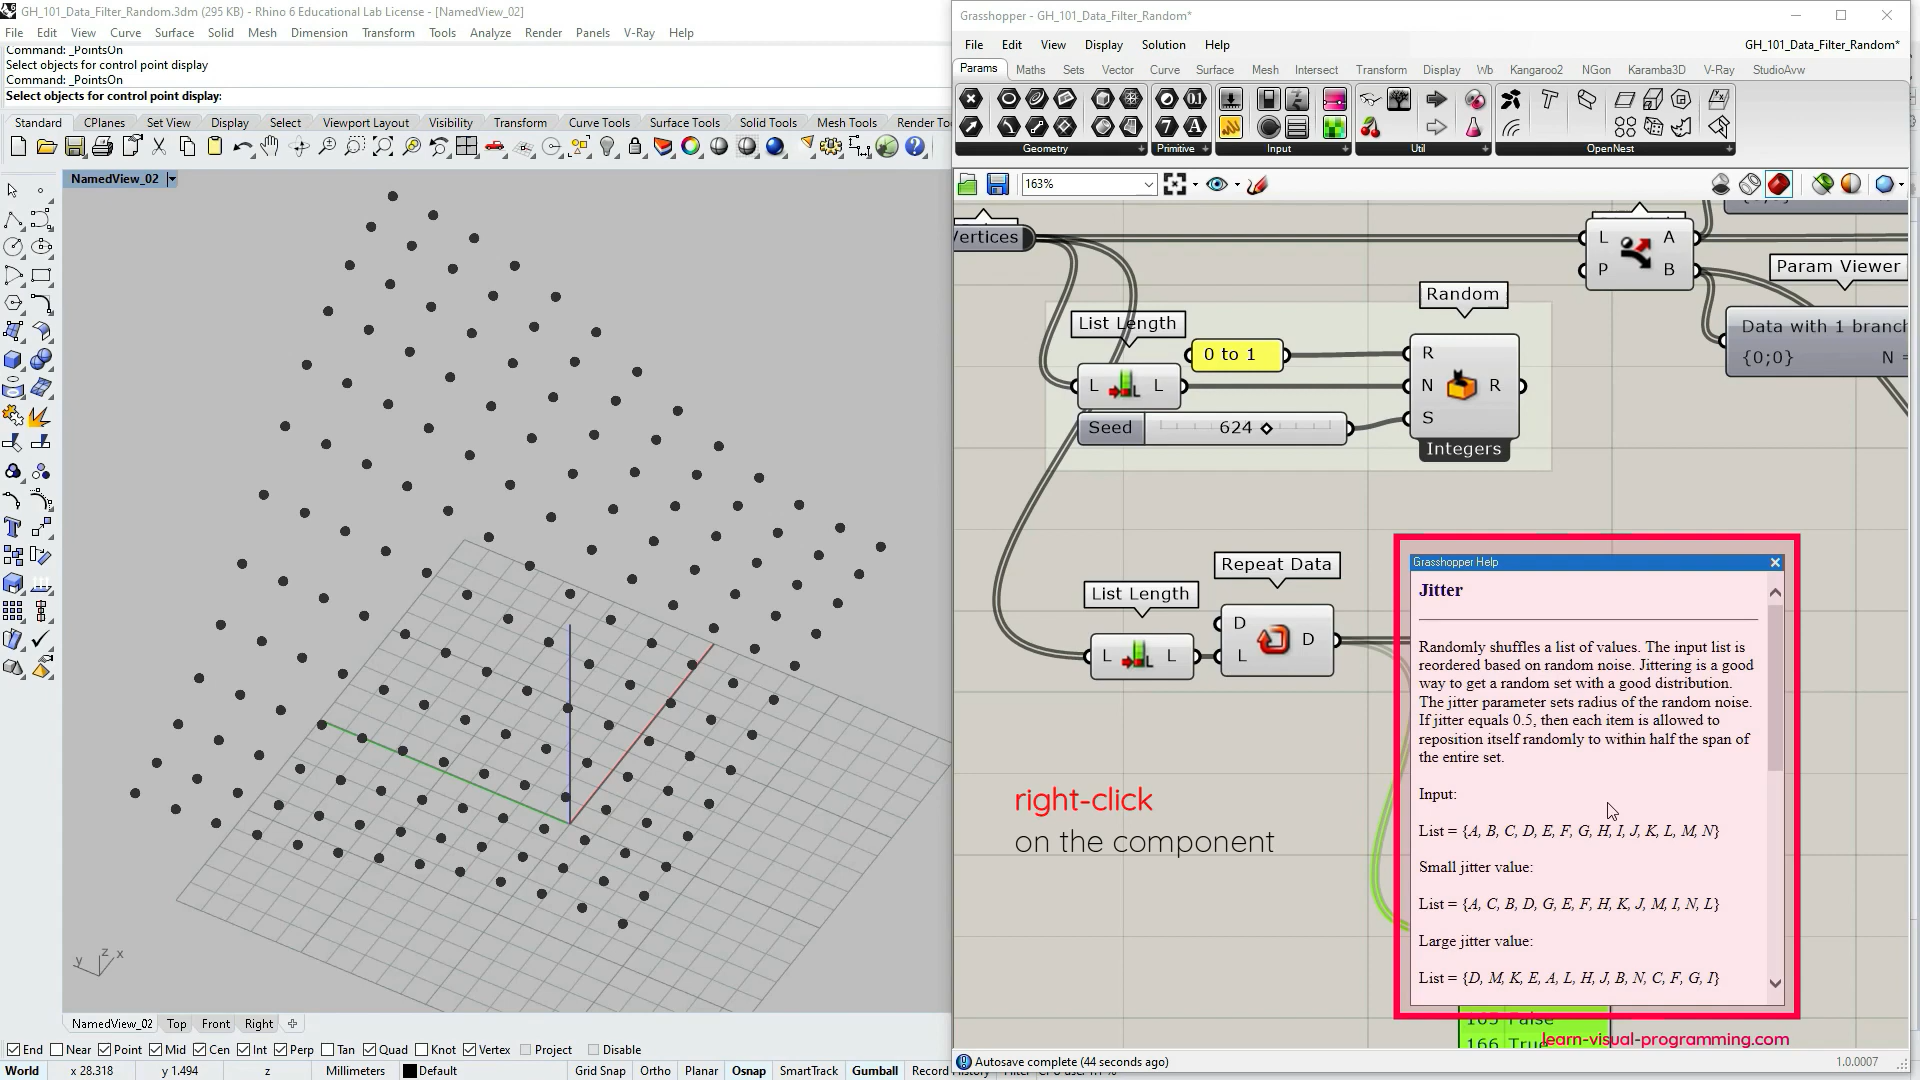 GH_101_Data_Filter_Random.3dm (295 KB) - Rhino 6 Educational Lab License - [NamedView_02]
File Edit View Curve Surface Solid Mesh Dimension Transform Tools Analyze Render Panels V-Ray Help
Command: _PointsOn
Select objects for control point display
Command: _PointsOn
Select objects for control point display:
Standard CPlanes Set View Display Select Viewport Layout Visibility Transform Curve Tools Surface Tools Solid Tools Mesh Tools Render To
NamedView_02
z
y x
NamedView_02 Top Front Right
End Near Point Mid Cen Int Perp Tan Quad Knot Vertex Project Disable
World x 28.318 y 1.494 z Millimeters Default Grid Snap Ortho Planar Osnap SmartTrack Gumball Record History
Grasshopper - GH_101_Data_Filter_Random*
File Edit View Display Solution Help GH_101_Data_Filter_Random*
Params Maths Sets Vector Curve Surface Mesh Intersect Transform Display Wb Kangaroo2 NGon Karamba3D V-Ray StudioAvw
Geometry Primitive Input Util OpenNest
163%
Vertices
L A
P B
Param Viewer
Data with 1 branch
{0;0} N =
Random
List Length
0 to 1
L L
R
N R
S
Seed 624
Integers
Repeat Data
List Length
D
L D
L L
right-click
on the component
Grasshopper Help
Jitter
Randomly shuffles a list of values. The input list is
reordered based on random noise. Jittering is a good
way to get a random set with a good distribution.
The jitter parameter sets radius of the random noise.
If jitter equals 0.5, then each item is allowed to
reposition itself randomly to within half the span of
the entire set.
Input:
List = {A, B, C, D, E, F, G, H, I, J, K, L, M, N}
Small jitter value:
List = {A, C, B, D, G, E, F, H, K, J, M, I, N, L}
Large jitter value:
List = {D, M, K, E, A, L, H, J, B, N, C, F, G, I}
165 False
166 True
learn-visual-programming.com
Autosave complete (44 seconds ago) 1.0.0007